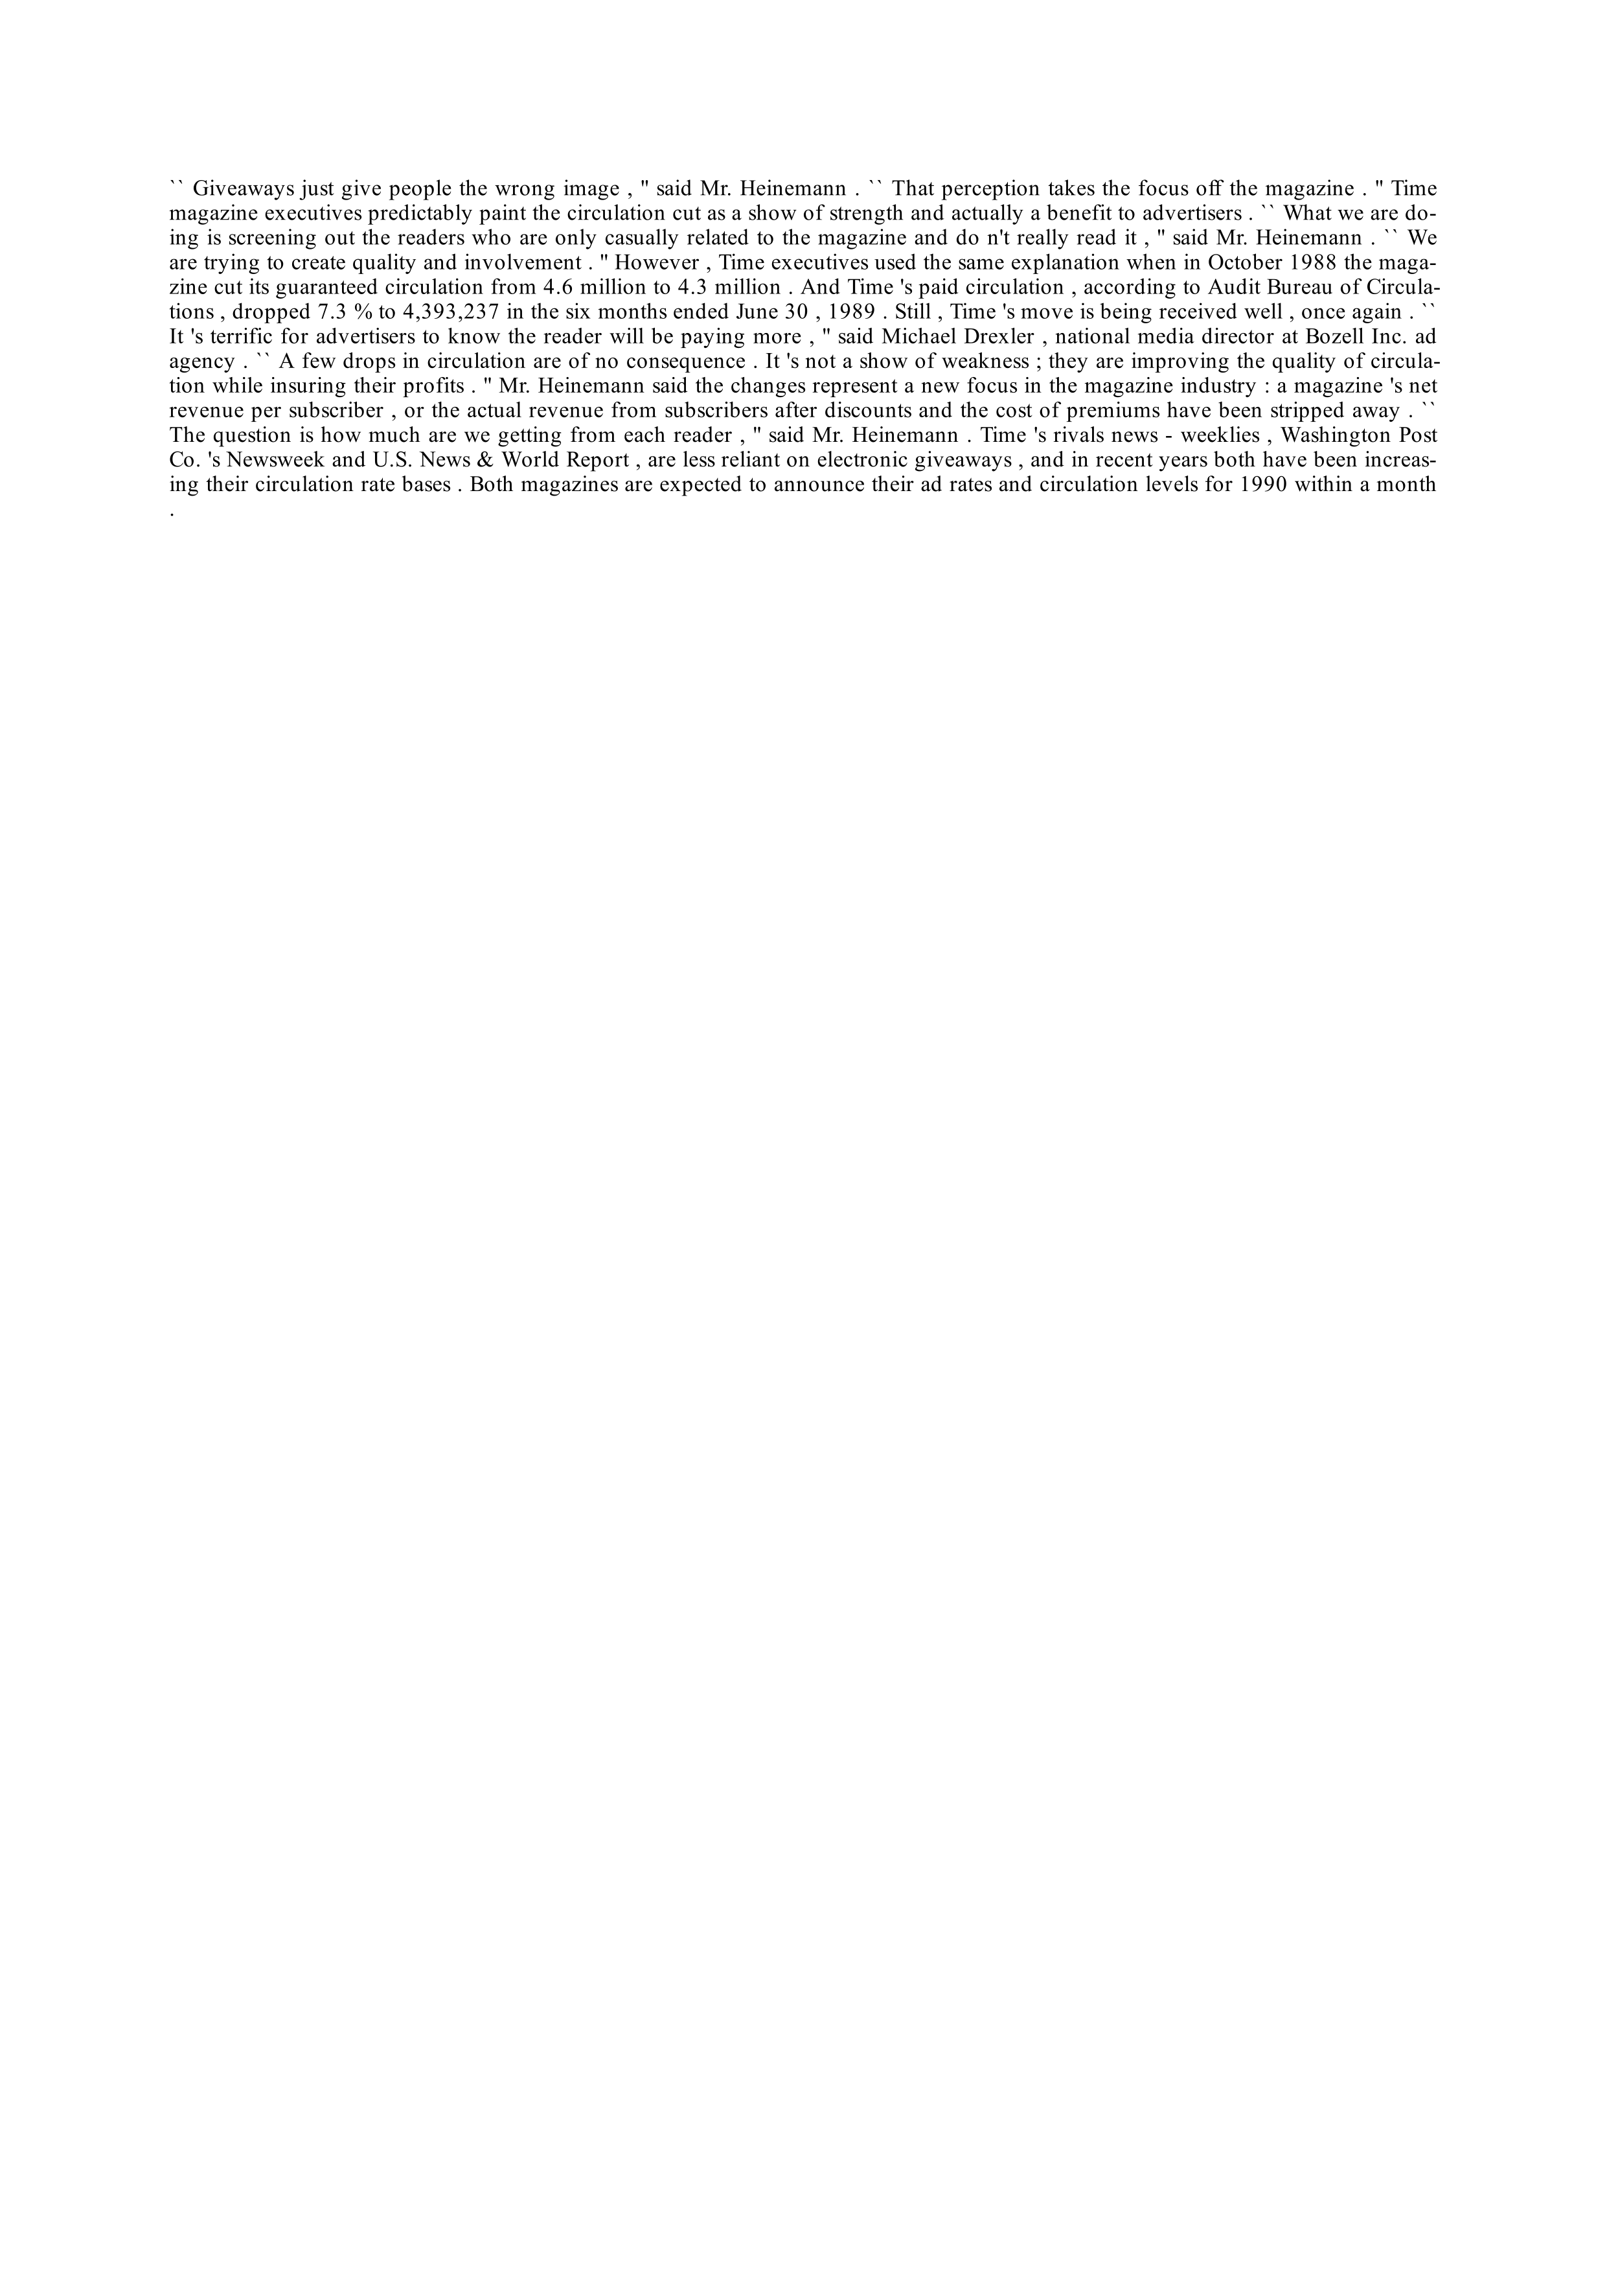 `` Giveaways just give people the wrong image , " said Mr. Heinemann . `` That perception takes the focus off the magazine . " Time
magazine executives predictably paint the circulation cut as a show of strength and actually a benefit to advertisers . `` What we are do-
ing is screening out the readers who are only casually related to the magazine and do n't really read it , " said Mr. Heinemann . `` We
are trying to create quality and involvement . " However , Time executives used the same explanation when in October 1988 the maga-
zine cut its guaranteed circulation from 4.6 million to 4.3 million . And Time 's paid circulation , according to Audit Bureau of Circula-
tions , dropped 7.3 % to 4,393,237 in the six months ended June 30 , 1989 . Still , Time 's move is being received well , once again . ``
It 's terrific for advertisers to know the reader will be paying more , " said Michael Drexler , national media director at Bozell Inc. ad
agency . `` A few drops in circulation are of no consequence . It 's not a show of weakness ; they are improving the quality of circula-
tion while insuring their profits . " Mr. Heinemann said the changes represent a new focus in the magazine industry : a magazine 's net
revenue per subscriber , or the actual revenue from subscribers after discounts and the cost of premiums have been stripped away . ``
The question is how much are we getting from each reader , " said Mr. Heinemann . Time 's rivals news - weeklies , Washington Post
Co. 's Newsweek and U.S. News & World Report , are less reliant on electronic giveaways , and in recent years both have been increas-
ing their circulation rate bases . Both magazines are expected to announce their ad rates and circulation levels for 1990 within a month
.